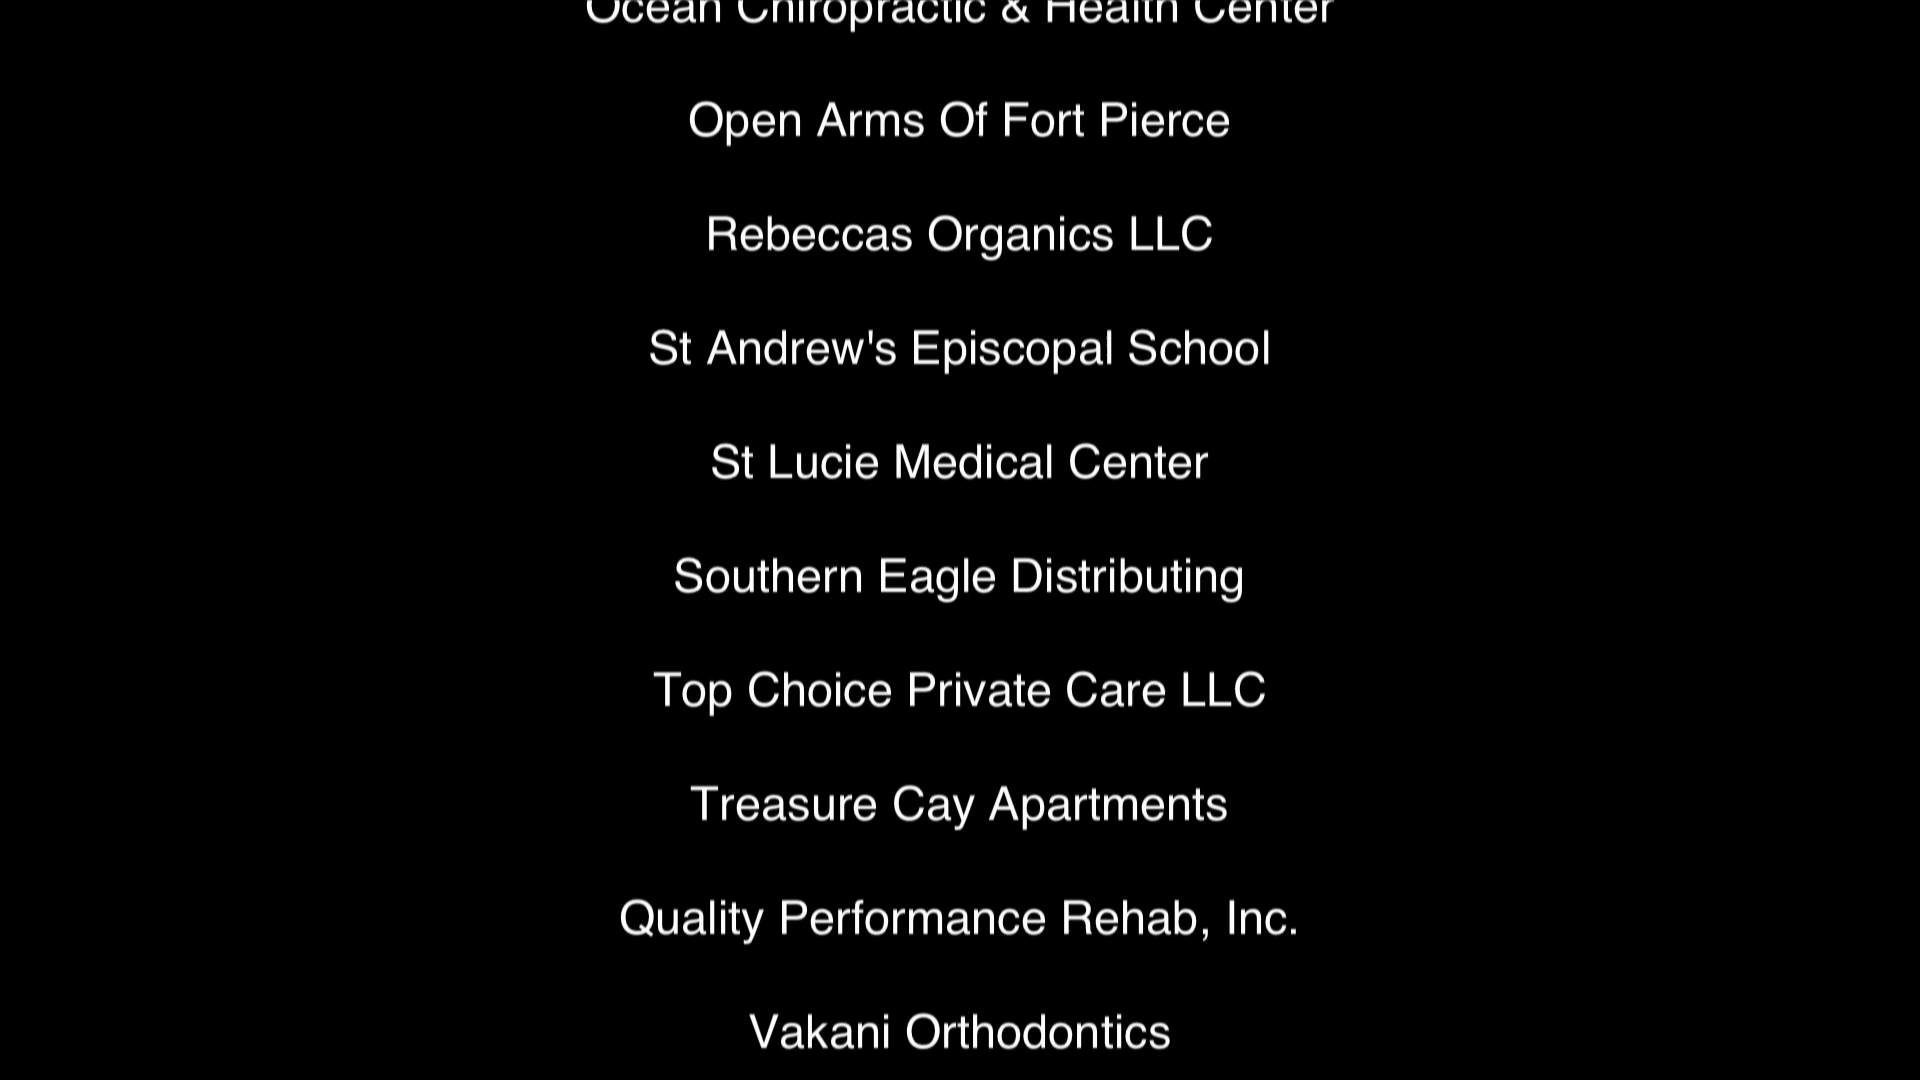 Ocean Chiropractic & Health Center
Open Arms Of Fort Pierce
Rebeccas Organics LLC
St Andrew's Episcopal School
St Lucie Medical Center
Southern Eagle Distributing
Top Choice Private Care LLC
Treasure Cay Apartments
Quality Performance Rehab, Inc.
Vakani Orthodontics